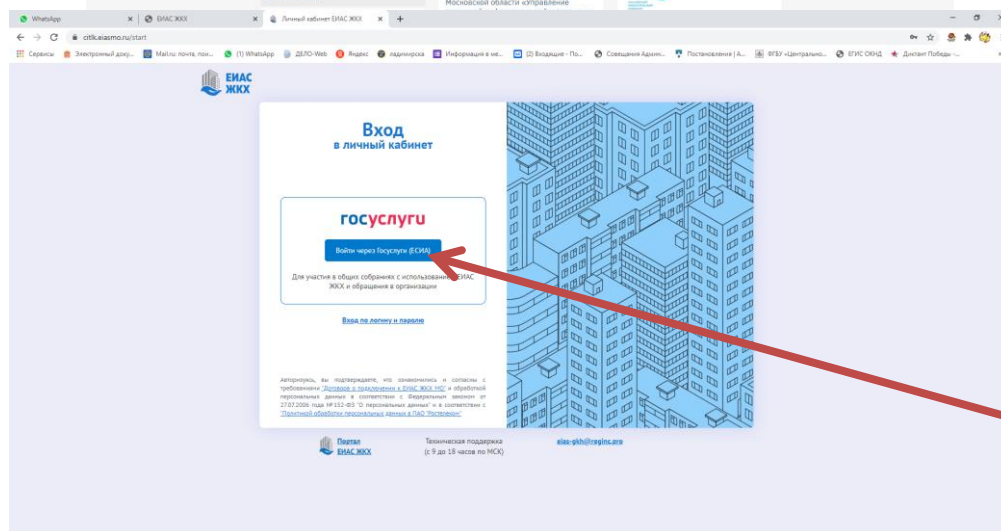 Московской области «Управление
WhatsApp
ЕИАС ЖКХ
Личный кабинет ЕИАС ЖКХ
citlk.eiasmo.ru/start
Сервисы
Электронный доку...
Mail.ru: почта, пои...
(1) WhatsApp
ДЕЛО-Web
Яндекс
ладимирска
Информация о ме...
(2) Входящие - По...
Совещания Админ...
Постановления | А...
ФГБУ «Центрально...
ЕГИС ОКНД
Диктант Победы -...
ЕИАС
ЖКХ
Вход
в личный кабинет
госуслуги
Войти через Госуслуги (ЕСИА)
Для участия в общих собраниях с использованием ЕИАС
ЖКХ и обращения в организации
Вход по логину и паролю
Авторизуясь, вы подтверждаете, что ознакомились и согласны с
требованиями "Договора о подключении к ЕИАС ЖКХ МО" и обработкой
персональных данных в соответствии с Федеральным законом от
27.07.2006 года №152-ФЗ "О персональных данных" и в соответствии с
"Политикой обработки персональных данных в ПАО "Ростелеком"
Портал
ЕИАС ЖКХ
Техническая поддержка
(с 9 до 18 часов по МСК)
eias-gkh@reginc.pro